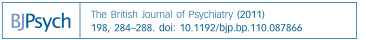 BJPsych
The British Journal of Psychiatry (2011)
198, 284–288. doi: 10.1192/bjp.bp.110.087866